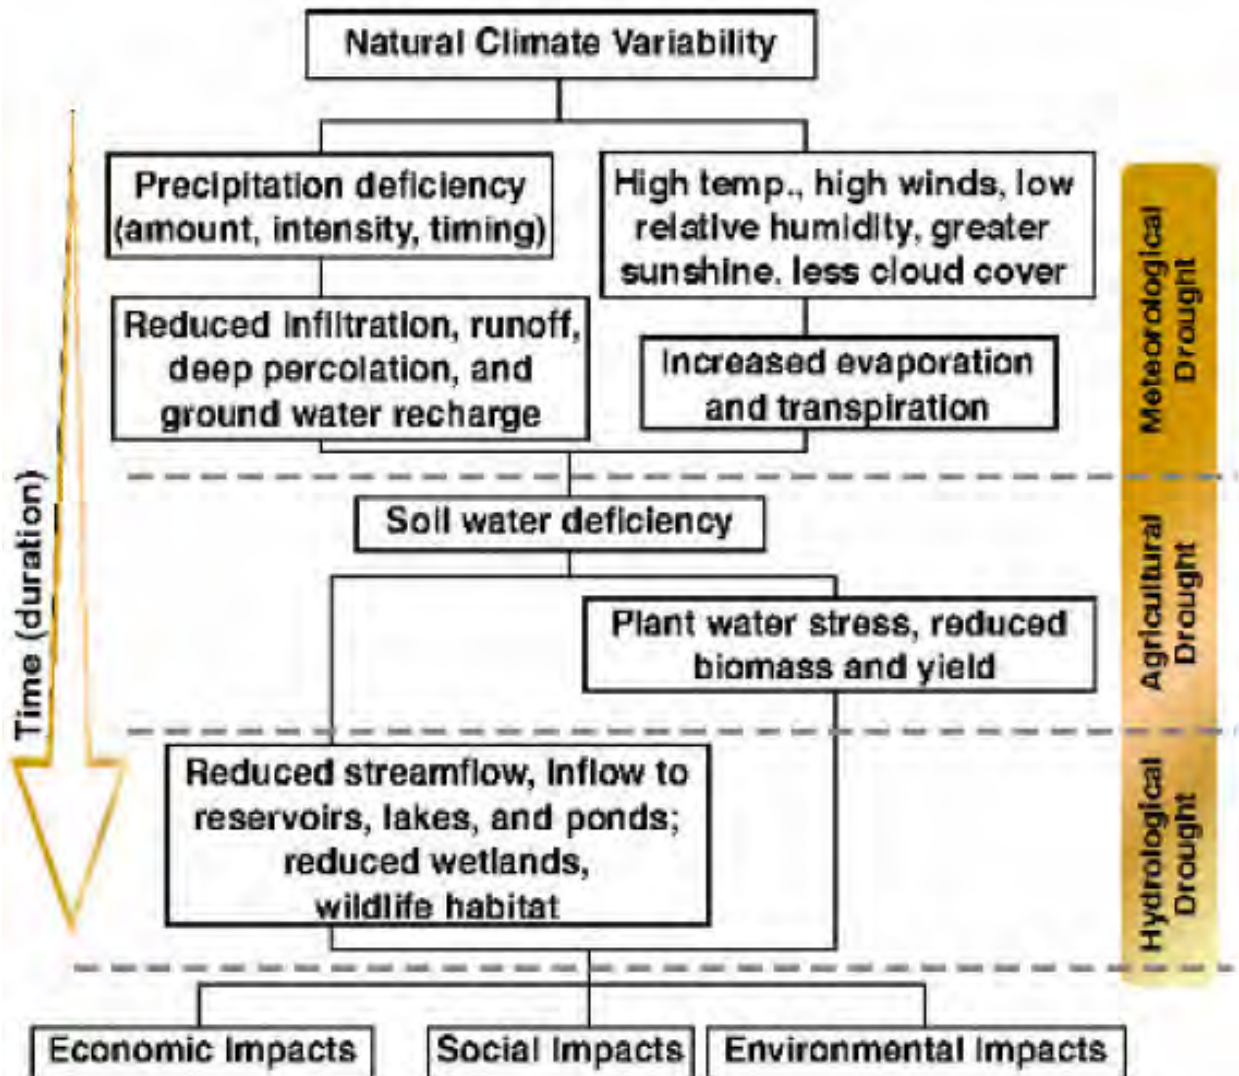 Natural Climate Variability
Precipitation deficiency
(amount, intensity, timing)
High temp., high winds, low
relative humidity, greater
sunshine, less cloud cover
Reduced infiltration, runoff,
deep percolation, and
ground water recharge
Increased evaporation
and transpiration
Meteorological
Drought
Time (duration)
Soil water deficiency
Plant water stress, reduced
biomass and yield
Agricultural
Drought
Reduced streamflow, inflow to
reservoirs, lakes, and ponds;
reduced wetlands,
wildlife habitat
Hydrological
Drought
Economic Impacts
Social Impacts
Environmental Impacts